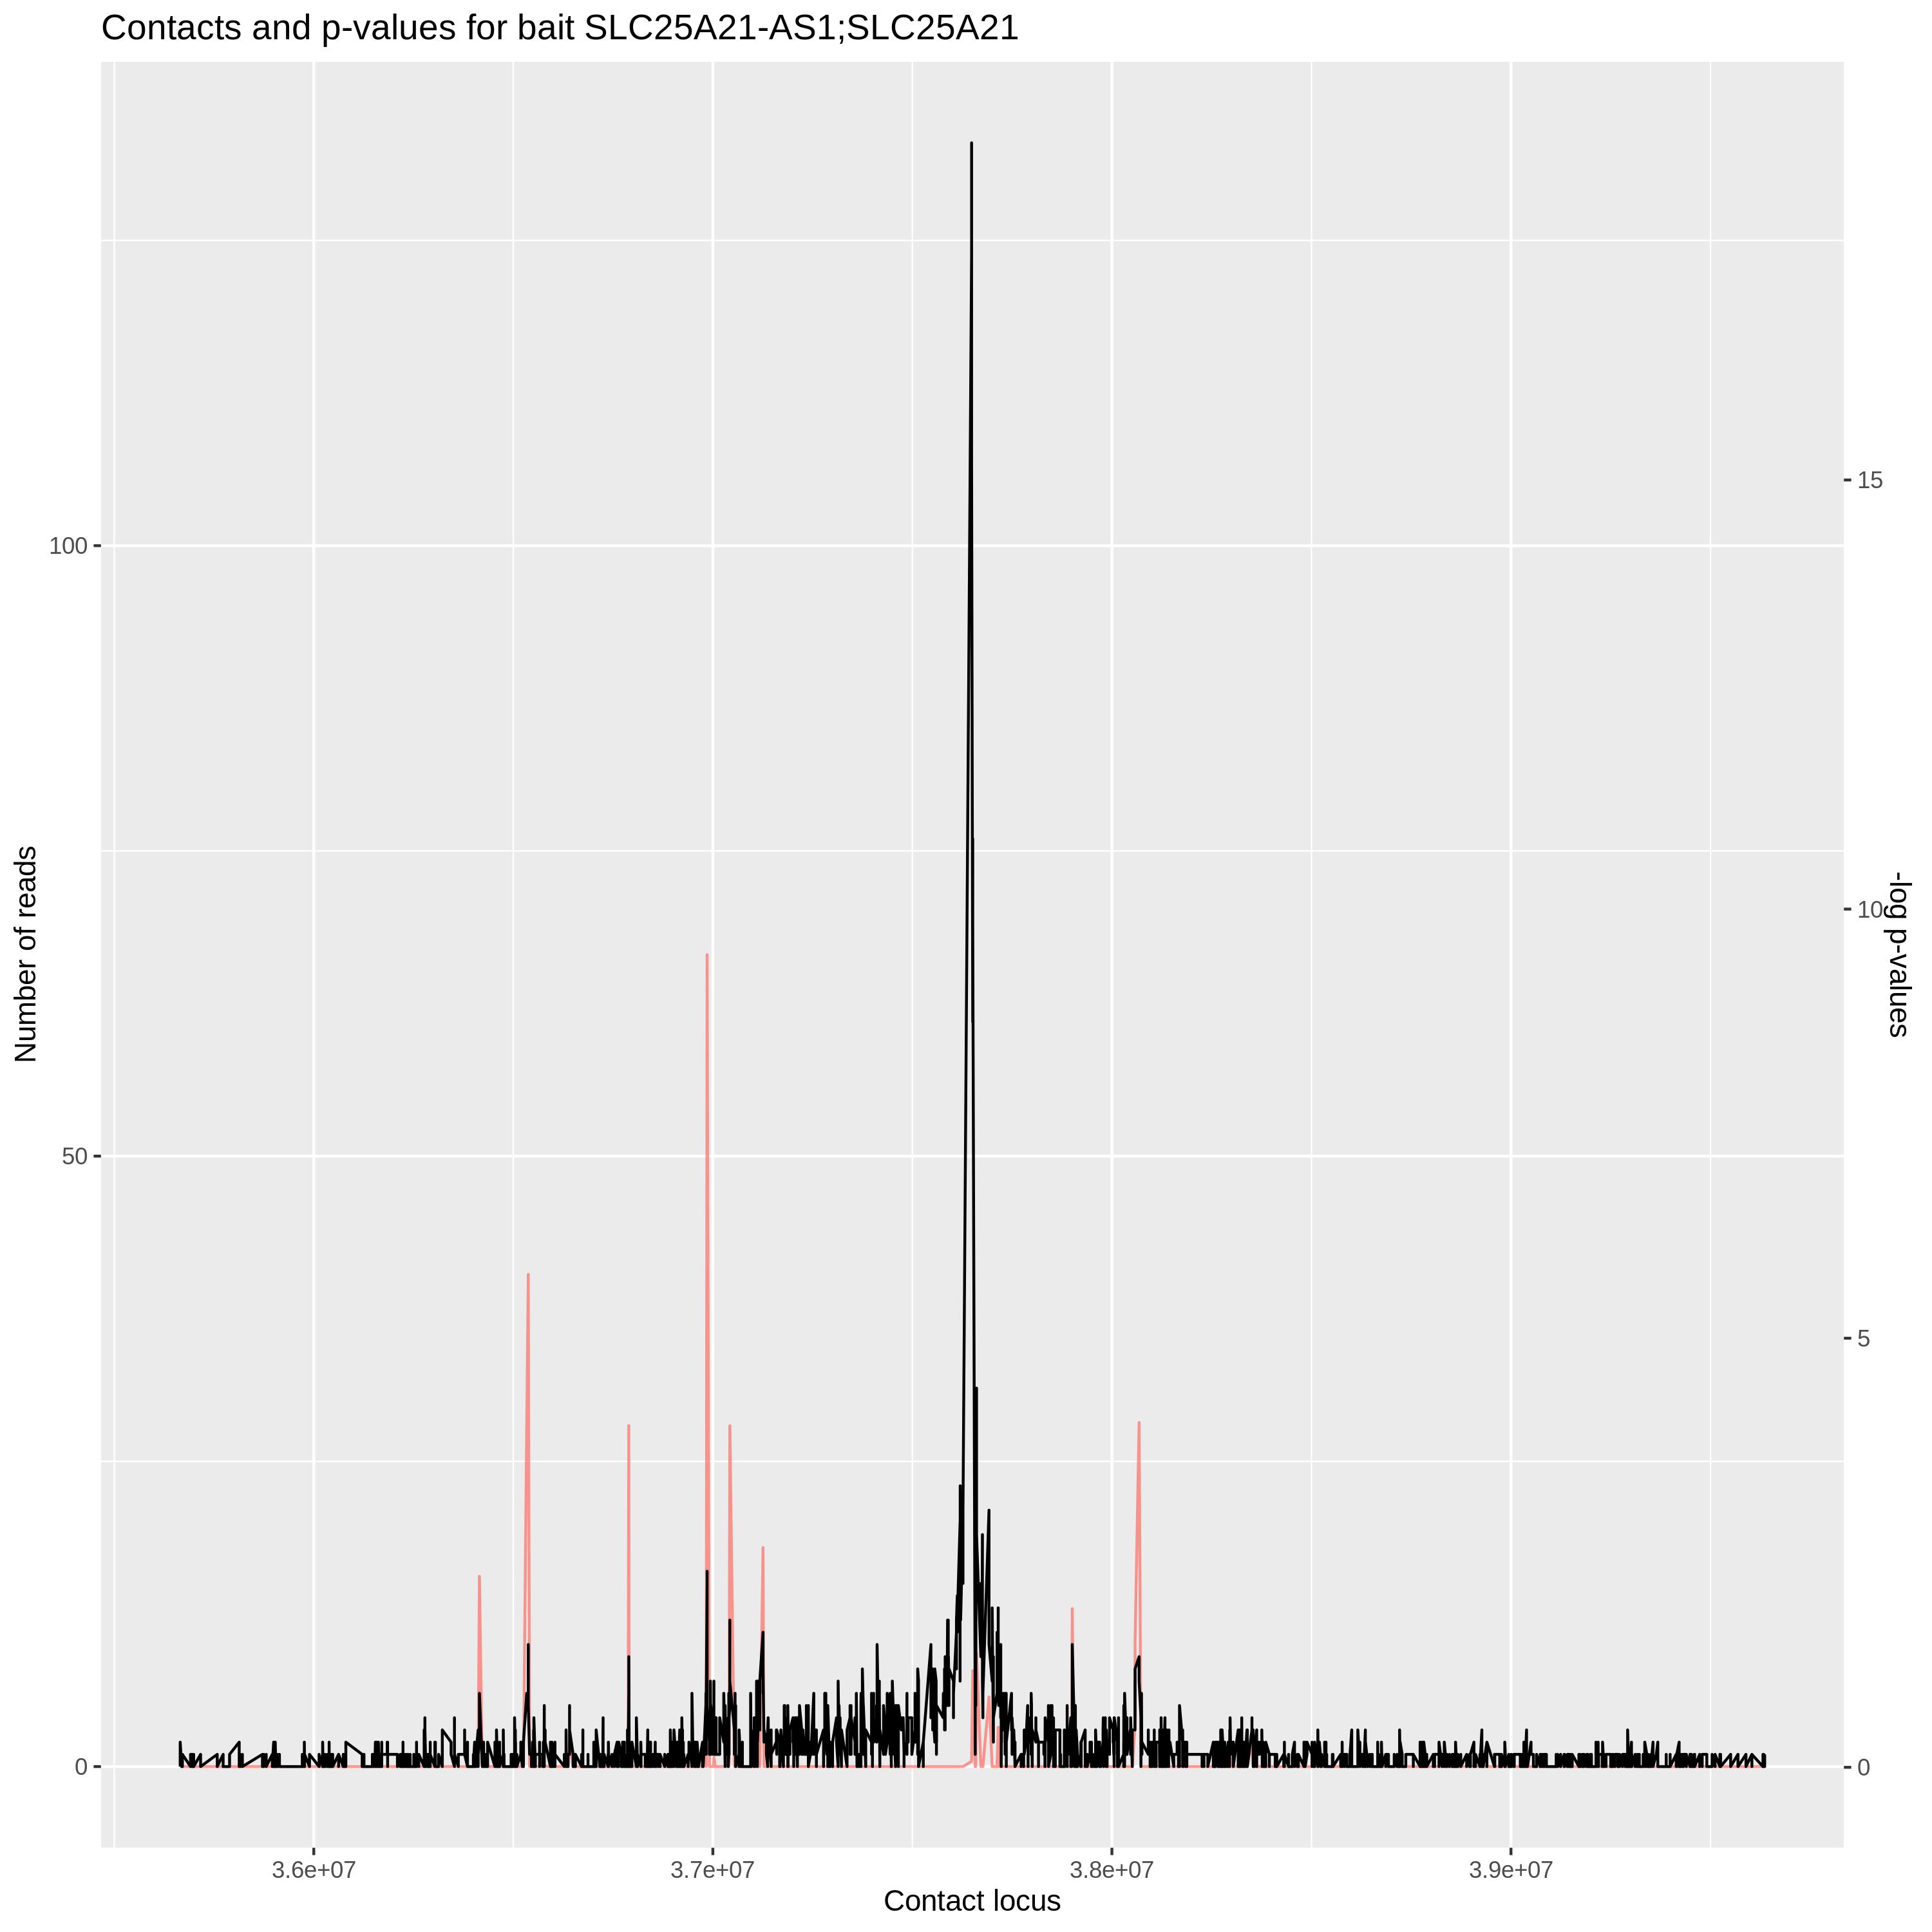 Contacts and p-values for bait SLC25A21-AS1;SLC25A21
Number of reads
100
50
0
15
10
5
0
-log p-values
3.6e+07
3.7e+07
3.8e+07
3.9e+07
Contact locus